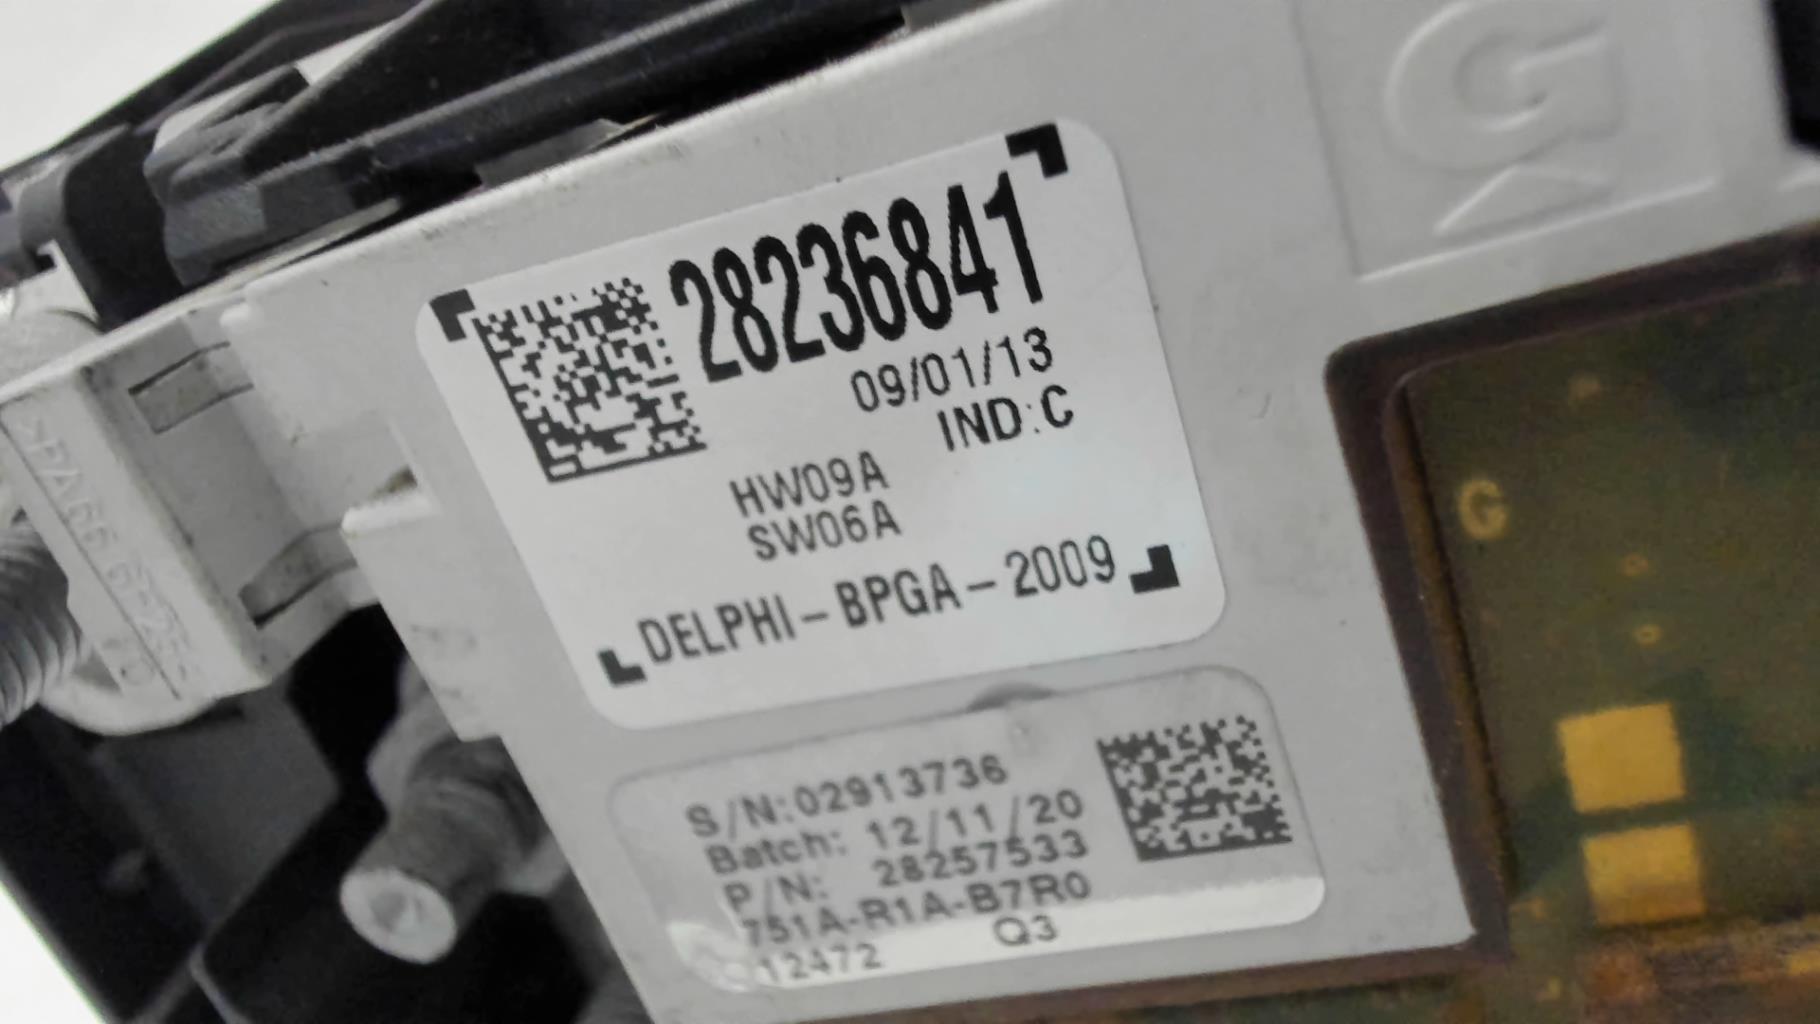 G
28236841
09/01/13
IND:C
HW09A
SW06A
DELPHI-BPGA-2009
G
S/N:02913736
Batch: 12/11/20
P/N: 28257533
751A-R1A-B7R0
12472 Q3